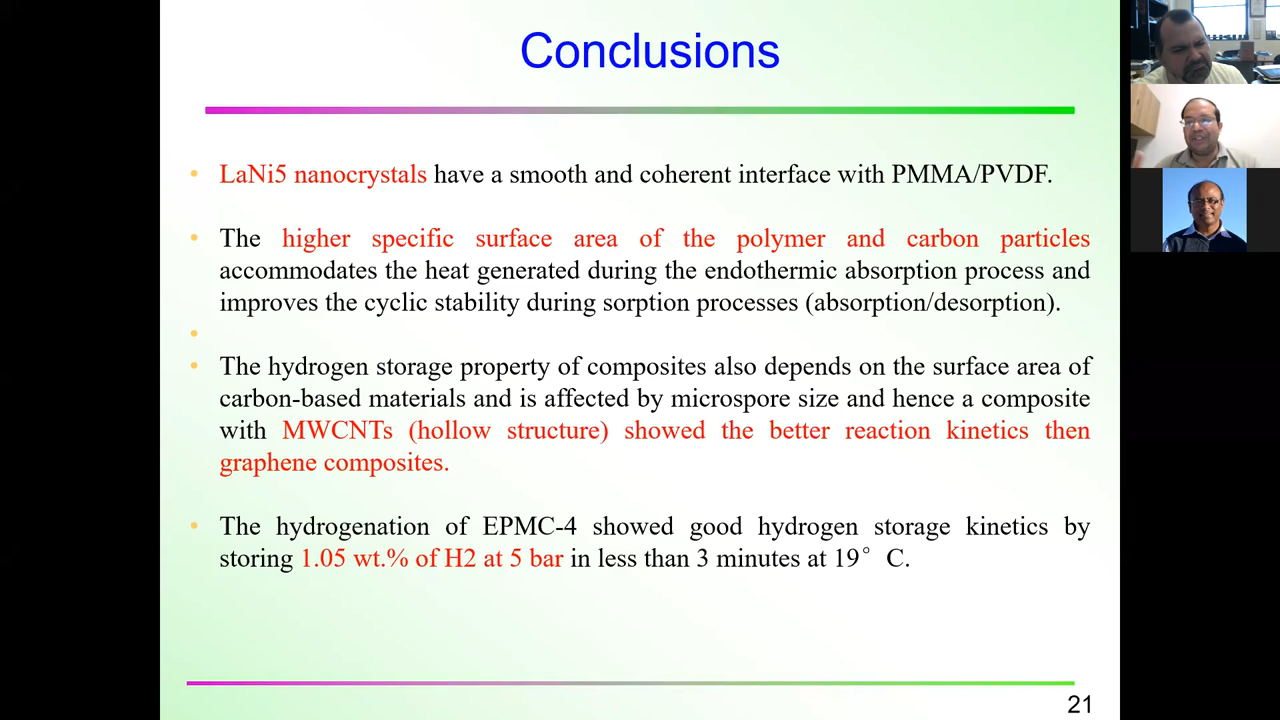 Conclusions
• LaNi5 nanocrystals have a smooth and coherent interface with PMMA/PVDF.
• The higher specific surface area of the polymer and carbon particles
accommodates the heat generated during the endothermic absorption process and
improves the cyclic stability during sorption processes (absorption/desorption).
•
• The hydrogen storage property of composites also depends on the surface area of
carbon-based materials and is affected by microspore size and hence a composite
with MWCNTs (hollow structure) showed the better reaction kinetics then
graphene composites.
• The hydrogenation of EPMC-4 showed good hydrogen storage kinetics by
storing 1.05 wt.% of H2 at 5 bar in less than 3 minutes at 19° C.
21